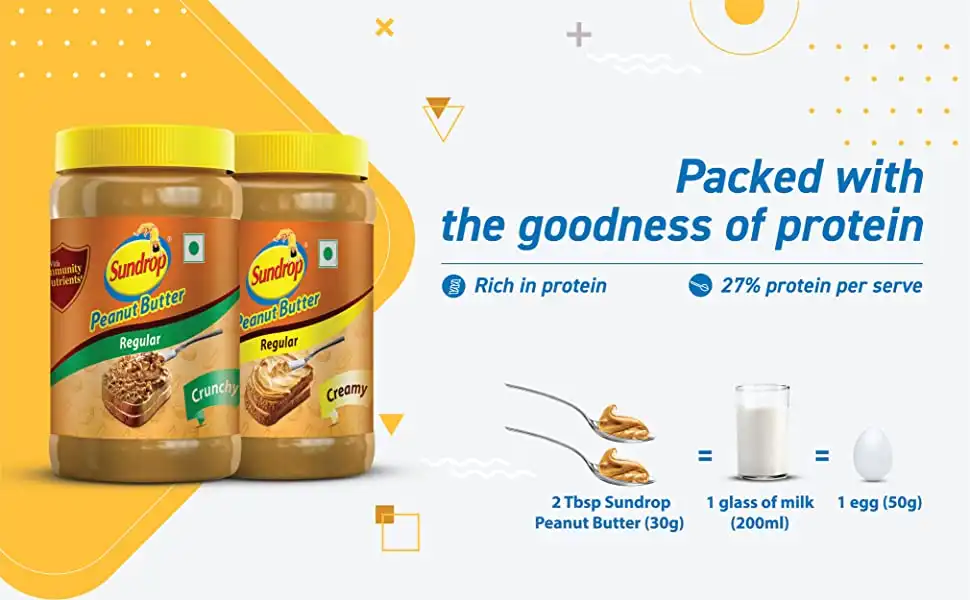 Packed with
the goodness of protein
Rich in protein
27% protein per serve
Sundrop
Peanut Butter
Regular
Crunchy
Sundrop
Peanut Butter
Regular
Creamy
2 Tbsp Sundrop
Peanut Butter (30g)
=
1 glass of milk
(200ml)
=
1 egg (50g)